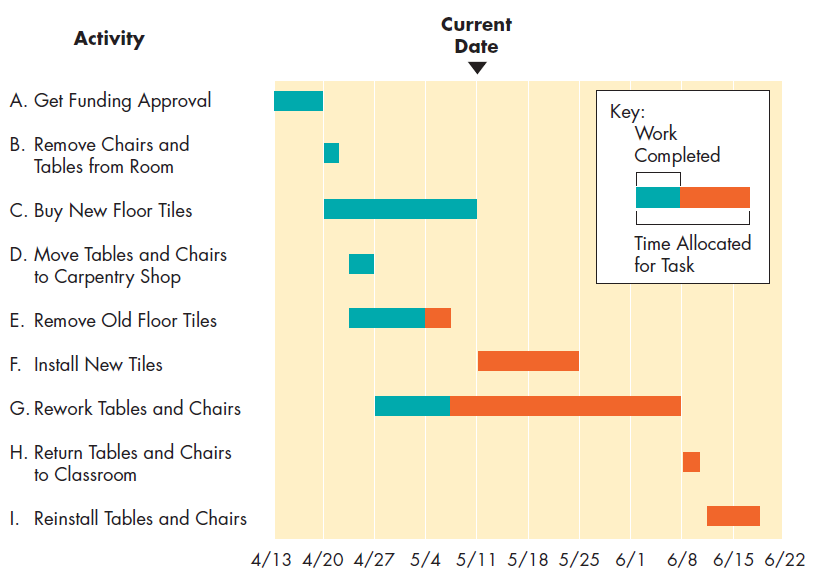 Activity
Current
Date
A. Get Funding Approval
B. Remove Chairs and
Tables from Room
C. Buy New Floor Tiles
D. Move Tables and Chairs
to Carpentry Shop
E. Remove Old Floor Tiles
F. Install New Tiles
G. Rework Tables and Chairs
H. Return Tables and Chairs
to Classroom
I. Reinstall Tables and Chairs
Key:
Work
Completed
Time Allocated
for Task
4/13 4/20 4/27 5/4 5/11 5/18 5/25 6/1 6/8 6/15 6/22